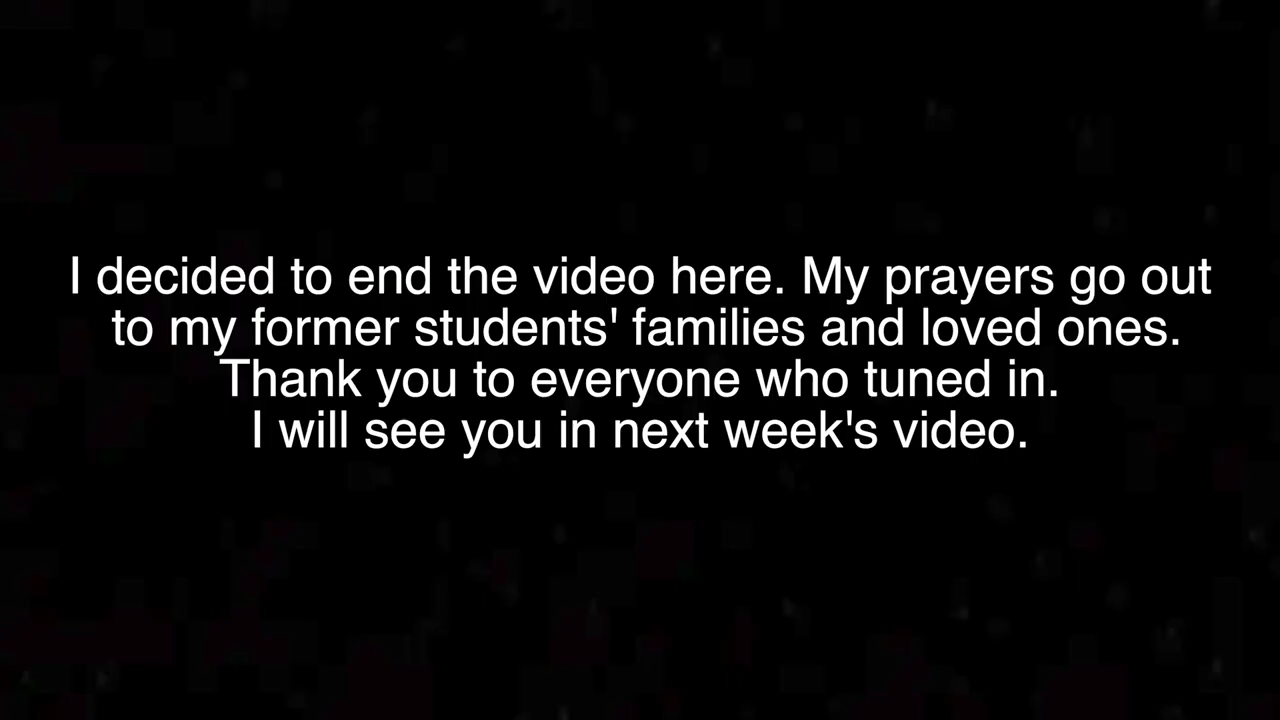 I decided to end the video here. My prayers go out
to my former students' families and loved ones.
Thank you to everyone who tuned in.
I will see you in next week's video.